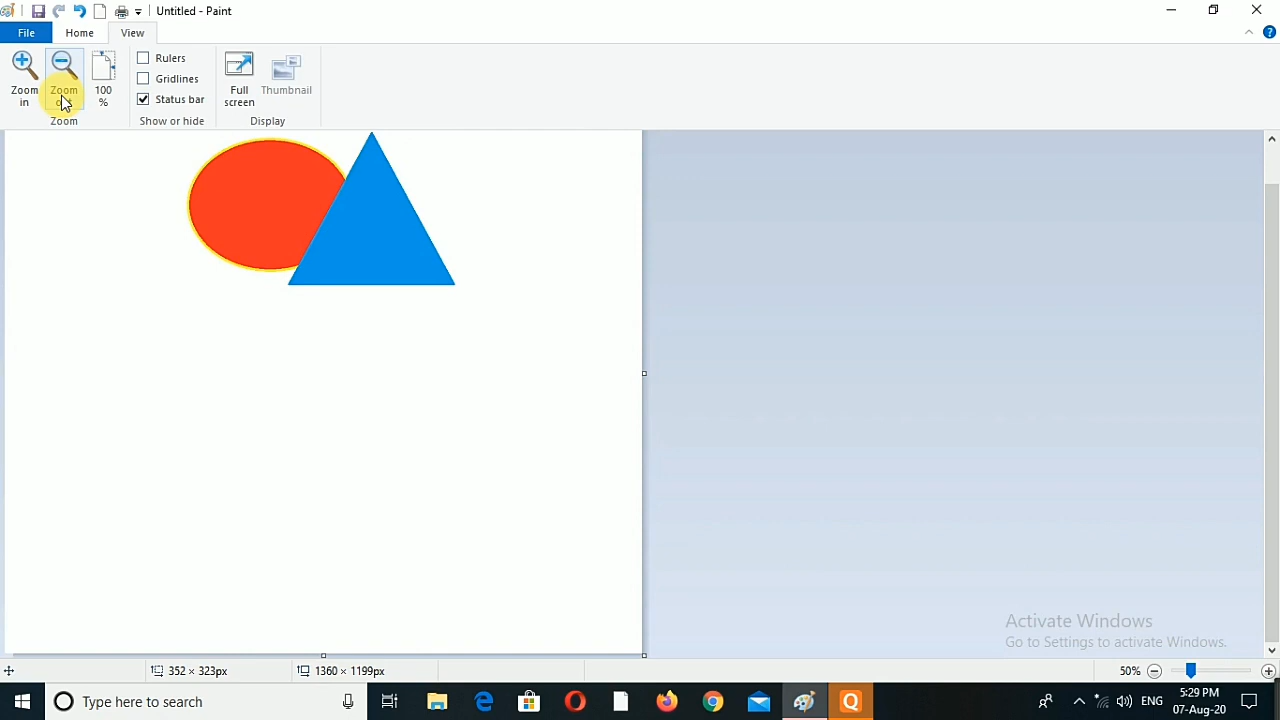 Untitled - Paint
File Home View
Zoom in
Zoom out
100 %
Rulers
Gridlines
Status bar
Full screen
Thumbnail
Zoom
Show or hide
Display
Activate Windows
Go to Settings to activate Windows.
352 × 323px
1360 × 1199px
50%
Type here to search
ENG
5:29 PM
07-Aug-20